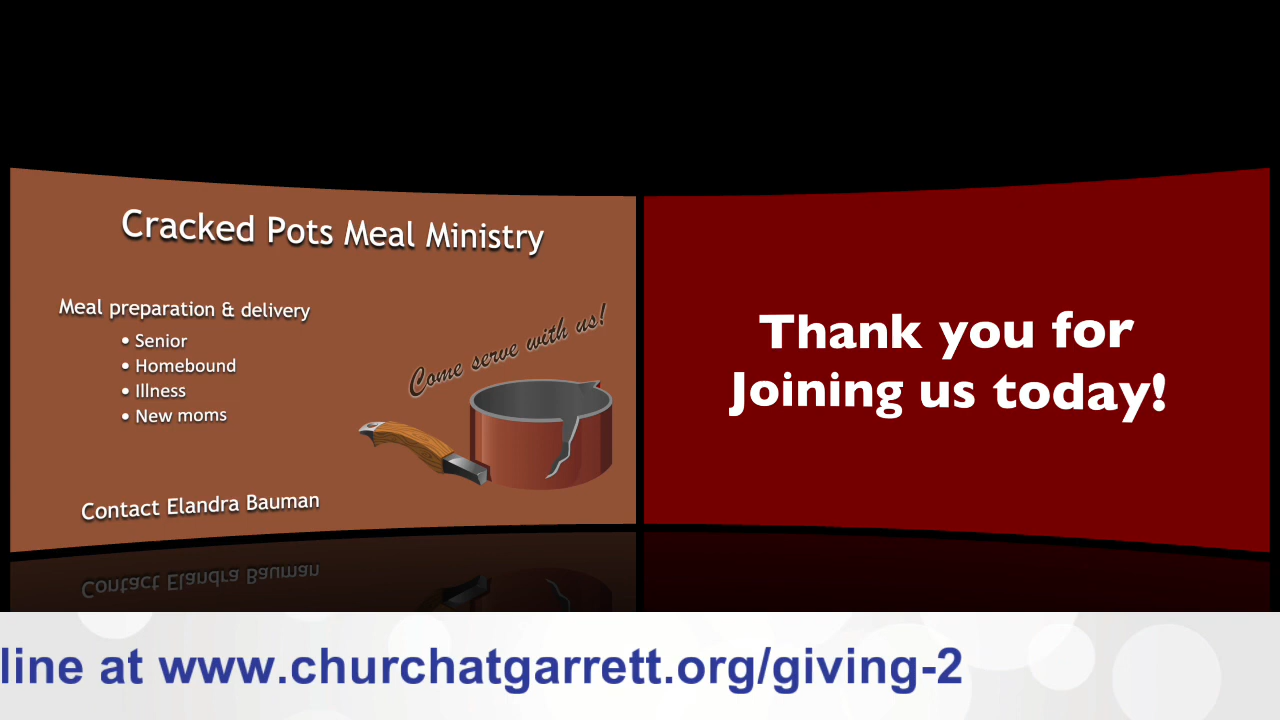 Cracked Pots Meal Ministry
Meal preparation & delivery
• Senior
• Homebound
• Illness
• New moms
Come serve with us!
Contact Elandra Bauman
Thank you for
Joining us today!
line at www.churchatgarrett.org/giving-2